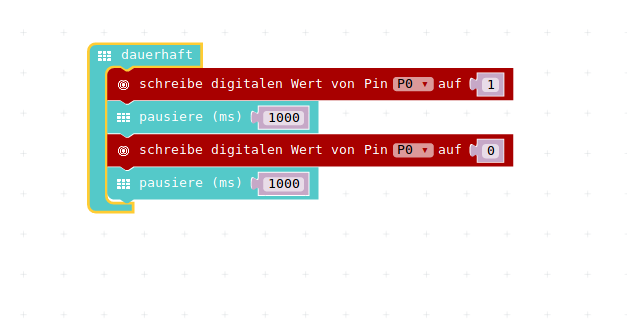 dauerhaft
schreibe digitalen Wert von Pin P0 auf 1
pausiere (ms) 1000
schreibe digitalen Wert von Pin P0 auf 0
pausiere (ms) 1000